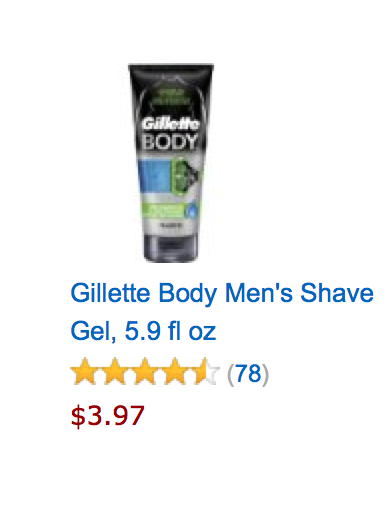 Gillette
BODY
Gillette Body Men's Shave
Gel, 5.9 fl oz
(78)
$3.97